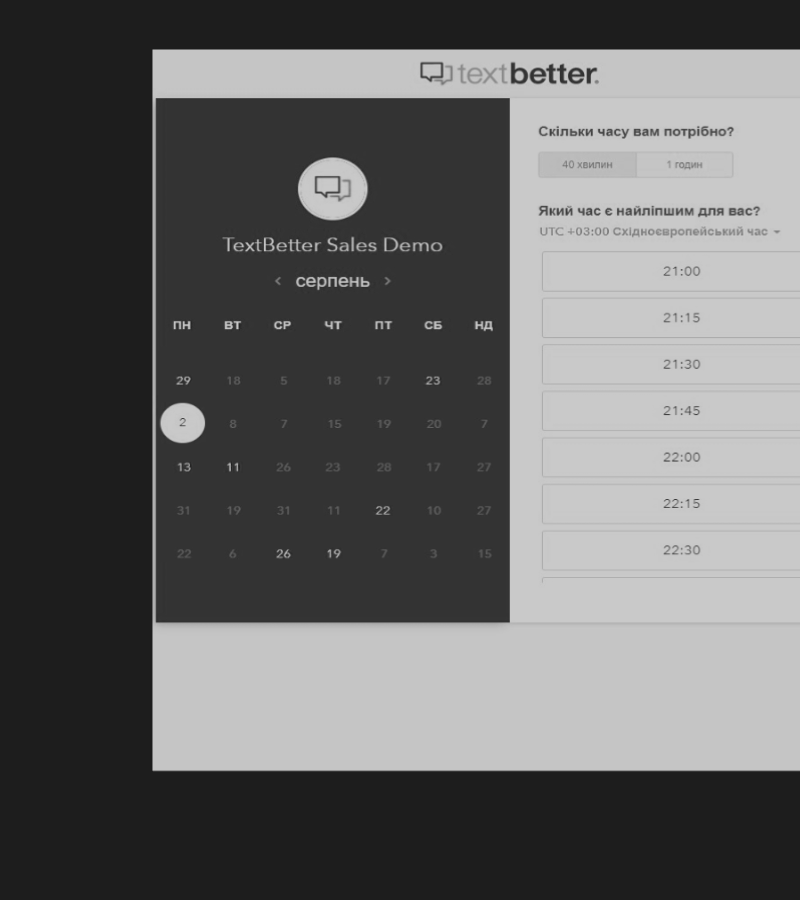 textbetter.
TextBetter Sales Demo
‹ серпень ›
ПН ВТ СР ЧТ ПТ СБ НД
29 18 5 18 17 23 28
2 8 7 15 19 20 7
13 11 26 23 28 17 27
31 19 31 11 22 10 27
22 6 26 19 7 3 15
Скільки часу вам потрібно?
40 хвилин 1 годин
Який час є найліпшим для вас?
UTC +03:00 Східноєвропейський час
21:00
21:15
21:30
21:45
22:00
22:15
22:30